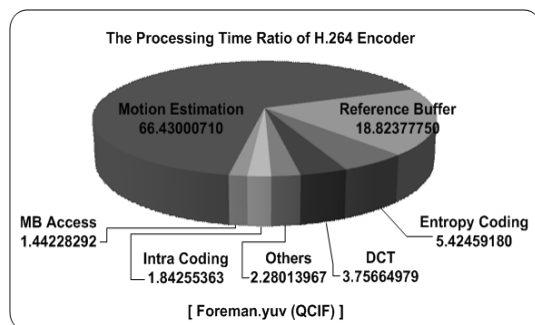 The Processing Time Ratio of H.264 Encoder
Motion Estimation
66.43000710
Reference Buffer
18.82377750
MB Access
1.44228292
Intra Coding
1.84255363
Others
2.28013967
DCT
3.75664979
Entropy Coding
5.42459180
[ Foreman.yuv (QCIF) ]